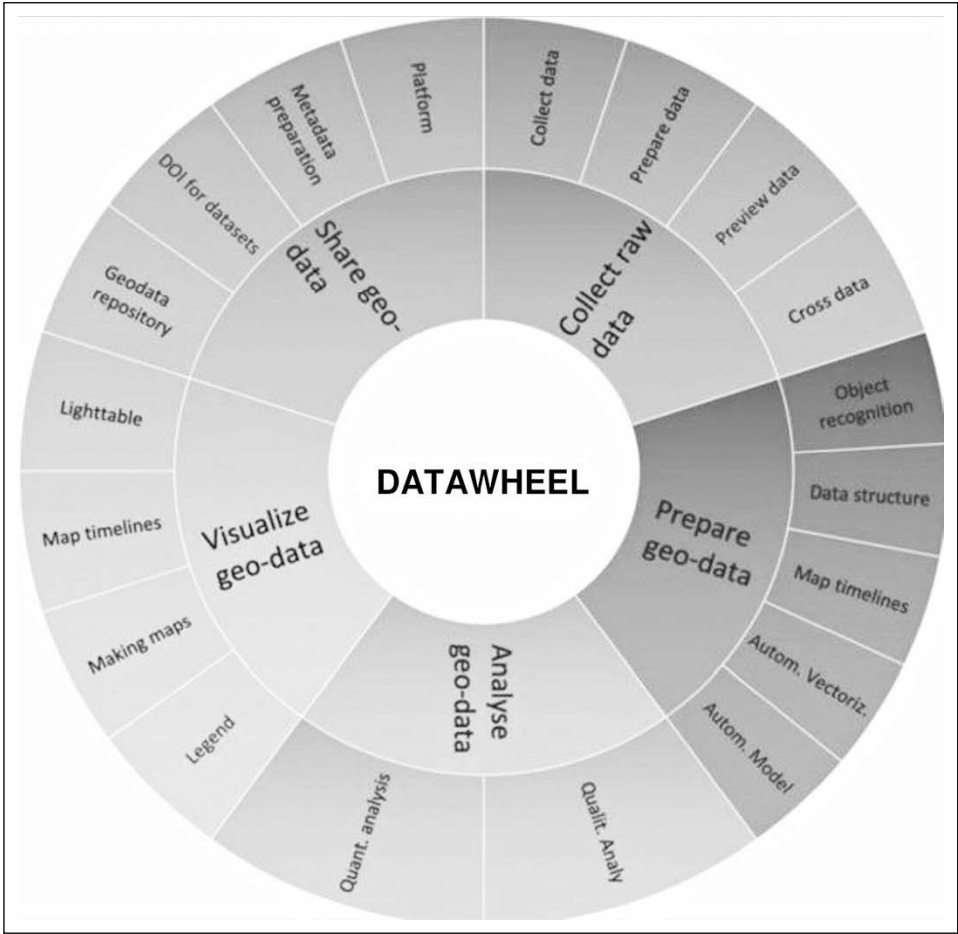 DATAWHEEL
Collect raw
data
Collect data
Prepare data
Preview data
Cross data
Prepare
geo-data
Object
recognition
Data structure
Map timelines
Autom. Vectoriz.
Autom. Model
Analyse
geo-data
Qualit. Analy
Quant. analysis
Visualize
geo-data
Legend
Making maps
Map timelines
Lighttable
Share geo-
data
Geodata
repository
DOI for datasets
Metadata
preparation
Platform